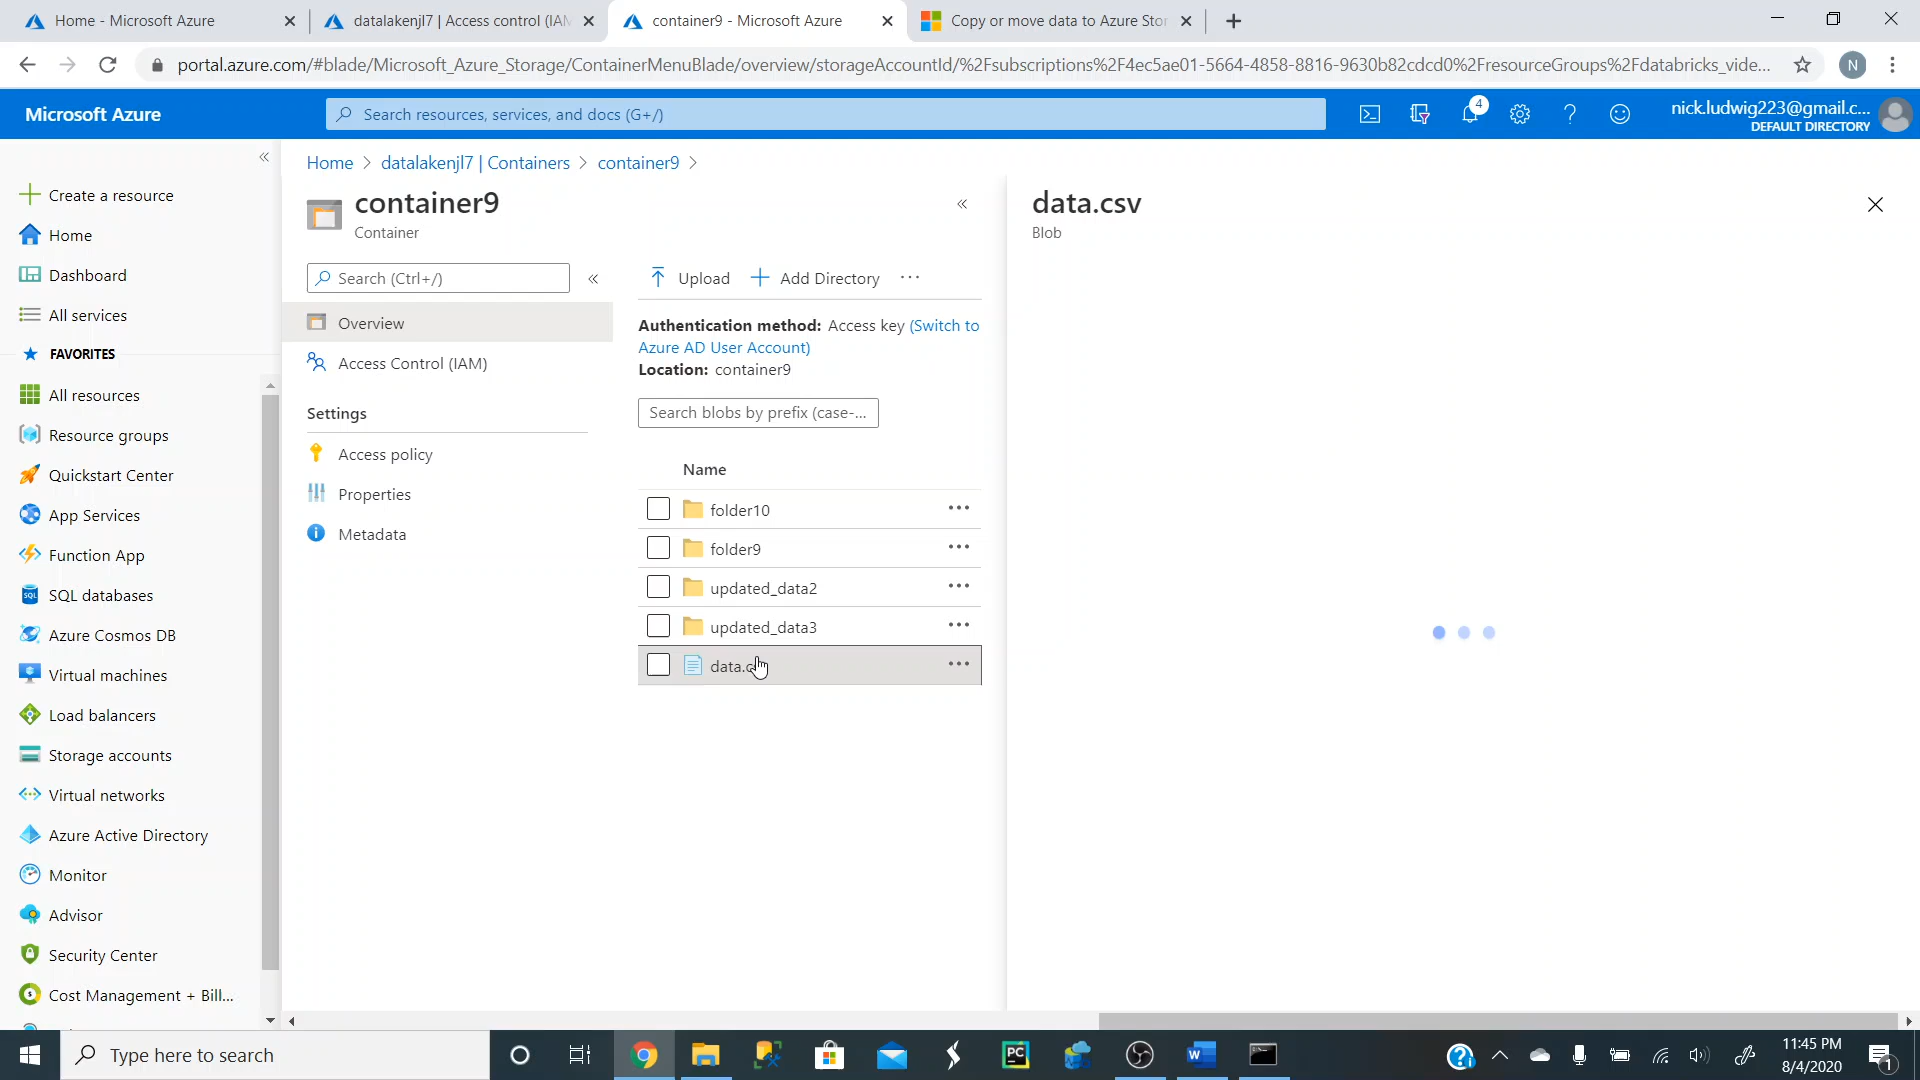 Home - Microsoft Azure
datalakenjl7 | Access control (IAM
container9 - Microsoft Azure
Copy or move data to Azure Stor
portal.azure.com/#blade/Microsoft_Azure_Storage/ContainerMenuBlade/overview/storageAccountId/%2Fsubscriptions%2F4ec5ae01-5664-4858-8816-9630b82cdcd0%2FresourceGroups%2Fdatabricks_vide...
N
Microsoft Azure
Search resources, services, and docs (G+/)
4
nick.ludwig223@gmail.c...
DEFAULT DIRECTORY
Create a resource
Home
Dashboard
All services
FAVORITES
All resources
Resource groups
Quickstart Center
App Services
Function App
SQL databases
Azure Cosmos DB
Virtual machines
Load balancers
Storage accounts
Virtual networks
Azure Active Directory
Monitor
Advisor
Security Center
Cost Management + Bill...
Home > datalakenjl7 | Containers > container9 >
container9
Container
Search (Ctrl+/)
Overview
Access Control (IAM)
Settings
Access policy
Properties
Metadata
Upload
Add Directory
Authentication method: Access key (Switch to
Azure AD User Account)
Location: container9
Search blobs by prefix (case-...
Name
folder10
folder9
updated_data2
updated_data3
data.c
data.csv
Blob
Type here to search
11:45 PM
8/4/2020
1